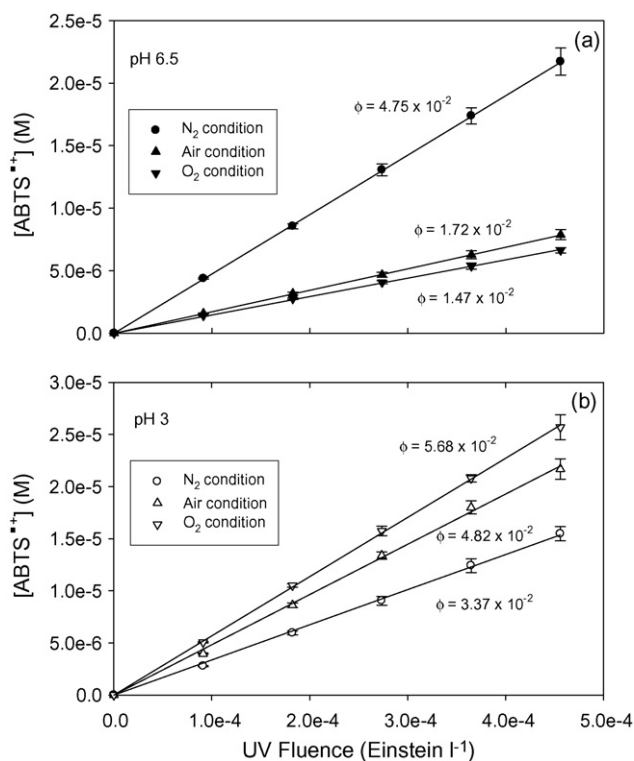 (a)
pH 6.5
N₂ condition
Air condition
O₂ condition
ϕ = 4.75 x 10⁻²
ϕ = 1.72 x 10⁻²
ϕ = 1.47 x 10⁻²
2.5e-5
2.0e-5
1.5e-5
1.0e-5
5.0e-6
0.0
[ABTS▪+] (M)
(b)
pH 3
N₂ condition
Air condition
O₂ condition
ϕ = 5.68 x 10⁻²
ϕ = 4.82 x 10⁻²
ϕ = 3.37 x 10⁻²
3.0e-5
2.5e-5
2.0e-5
1.5e-5
1.0e-5
5.0e-6
0.0
[ABTS▪+] (M)
0.0 1.0e-4 2.0e-4 3.0e-4 4.0e-4 5.0e-4
UV Fluence (Einstein l⁻¹)